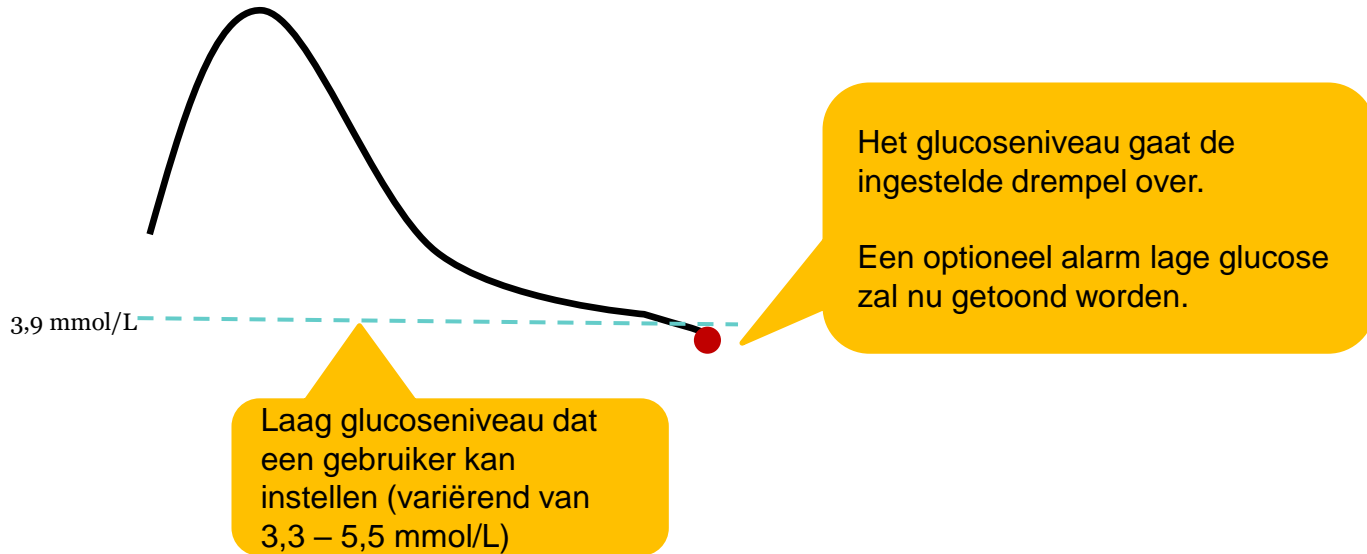 Het glucoseniveau gaat de
ingestelde drempel over.
Een optioneel alarm lage glucose
zal nu getoond worden.
3,9 mmol/L
Laag glucoseniveau dat
een gebruiker kan
instellen (variërend van
3,3 – 5,5 mmol/L)